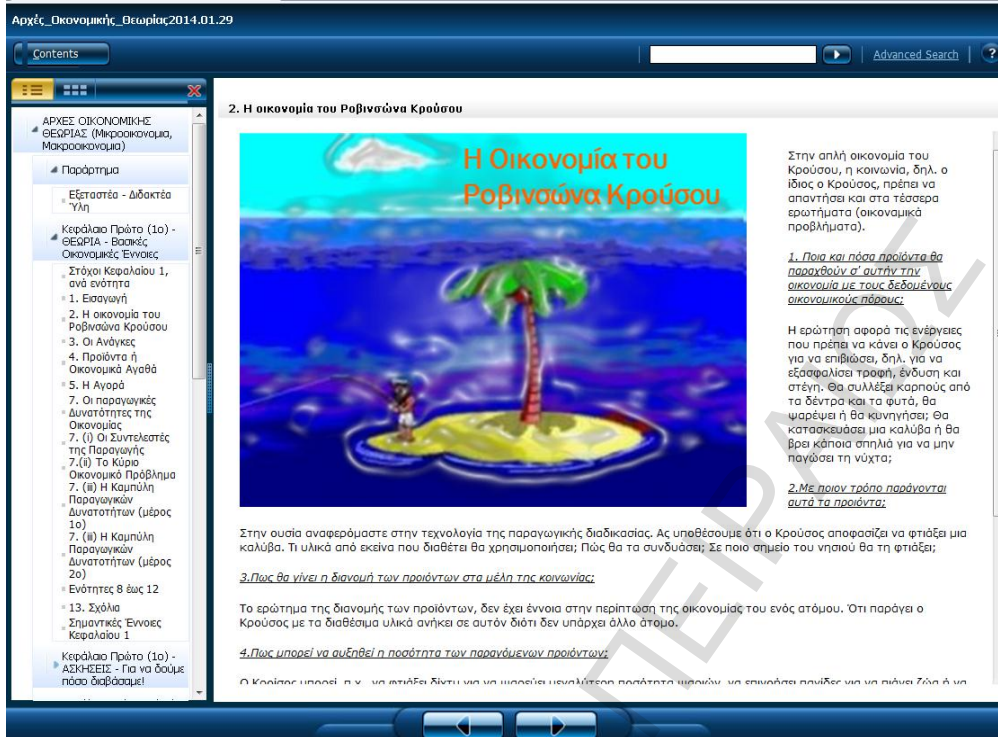 Αρχές_Οικονομικής_Θεωρίας2014.01.29
Contents
Advanced Search
?
ΑΡΧΕΣ ΟΙΚΟΝΟΜΙΚΗΣ
ΘΕΩΡΙΑΣ (Μικροοικονομια,
Μακροοικονομια)
Παράρτημα
Εξεταστέα - Διδακτέα
Ύλη
Κεφάλαιο Πρώτο (1ο) -
ΘΕΩΡΙΑ - Βασικές
Οικονομικές Έννοιες
Στόχοι Κεφαλαίου 1,
ανά ενότητα
1. Εισαγωγή
2. Η οικονομία του
Ροβινσώνα Κρούσου
3. Οι Ανάγκες
4. Προϊόντα ή
Οικονομικά Αγαθά
5. Η Αγορά
7. Οι παραγωγικές
Δυνατότητες της
Οικονομίας
7. (i) Οι Συντελεστές
της Παραγωγής
7.(ii) Το Κύριο
Οικονομικό Πρόβλημα
7. (iii) Η Καμπύλη
Παραγωγικών
Δυνατοτήτων (μέρος
1ο)
7. (iii) Η Καμπύλη
Παραγωγικών
Δυνατοτήτων (μέρος
2ο)
Ενότητες 8 έως 12
13. Σχόλια
Σημαντικές Έννοιες
Κεφαλαίου 1
Κεφάλαιο Πρώτο (1ο) -
ΑΣΚΗΣΕΙΣ - Για να δούμε
πόσο διαβάσαμε!
2. Η οικονομία του Ροβινσώνα Κρούσου
Η Οικονομία του
Ροβινσώνα Κρούσου
Στην απλή οικονομία του
Κρούσου, η κοινωνία, δηλ. ο
ίδιος ο Κρούσος, πρέπει να
απαντήσει και στα τέσσερα
ερωτήματα (οικονομικά
προβλήματα).
1. Ποια και πόσα προϊόντα θα
παραχθούν σ' αυτήν την
οικονομία με τους δεδομένους
οικονομικούς πόρους;
Η ερώτηση αφορά τις ενέργειες
που πρέπει να κάνει ο Κρούσος
για να επιβιώσει, δηλ. για να
εξασφαλίσει τροφή, ένδυση και
στέγη. Θα συλλέξει καρπούς από
τα δέντρα και τα φυτά, θα
ψαρέψει ή θα κυνηγήσει; Θα
κατασκευάσει μια καλύβα ή θα
βρει κάποια σπηλιά για να μην
παγώσει τη νύχτα;
2.Με ποιον τρόπο παράγονται
αυτά τα προιόντα;
Στην ουσία αναφερόμαστε στην τεχνολογία της παραγωγικής διαδικασίας. Ας υποθέσουμε ότι ο Κρούσος αποφασίζει να φτιάξει μια
καλύβα. Τι υλικά από εκείνα που διαθέτει θα χρησιμοποιήσει; Πώς θα τα συνδυάσει; Σε ποιο σημείο του νησιού θα τη φτιάξει;
3.Πως θα γίνει η διανομή των προιόντων στα μέλη της κοινωνίας;
Το ερώτημα της διανομής των προϊόντων, δεν έχει έννοια στην περίπτωση της οικονομίας του ενός ατόμου. Ότι παράγει ο
Κρούσος με τα διαθέσιμα υλικά ανήκει σε αυτόν διότι δεν υπάρχει άλλο άτομο.
4.Πως μπορεί να αυξηθεί η ποσότητα των παραγόμενων προιόντων;
ΠΕΙΡΑΙΩΣ